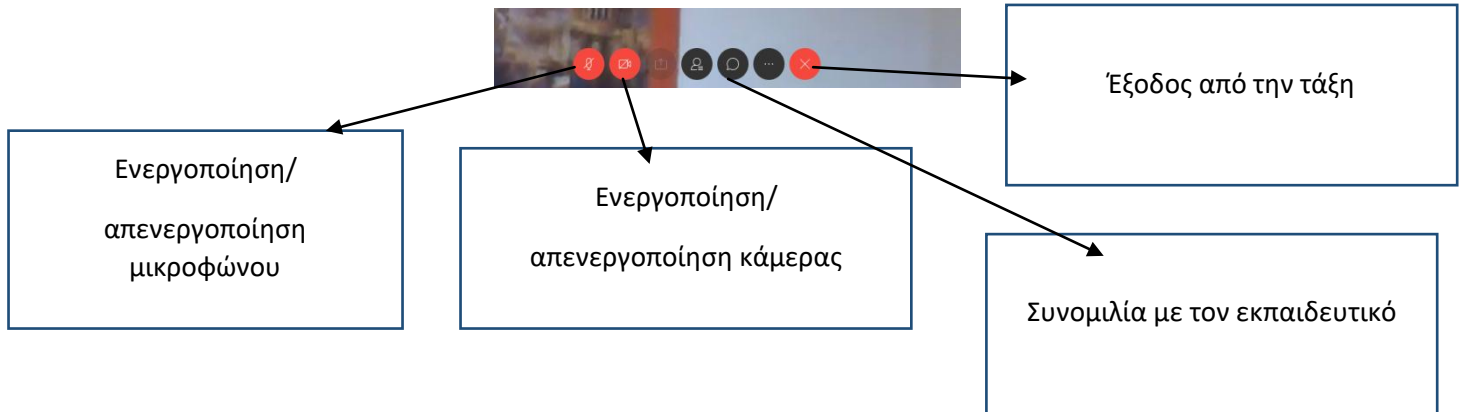 Έξοδος από την τάξη
Ενεργοποίηση/
απενεργοποίηση
μικροφώνου
Ενεργοποίηση/
απενεργοποίηση κάμερας
Συνομιλία με τον εκπαιδευτικό